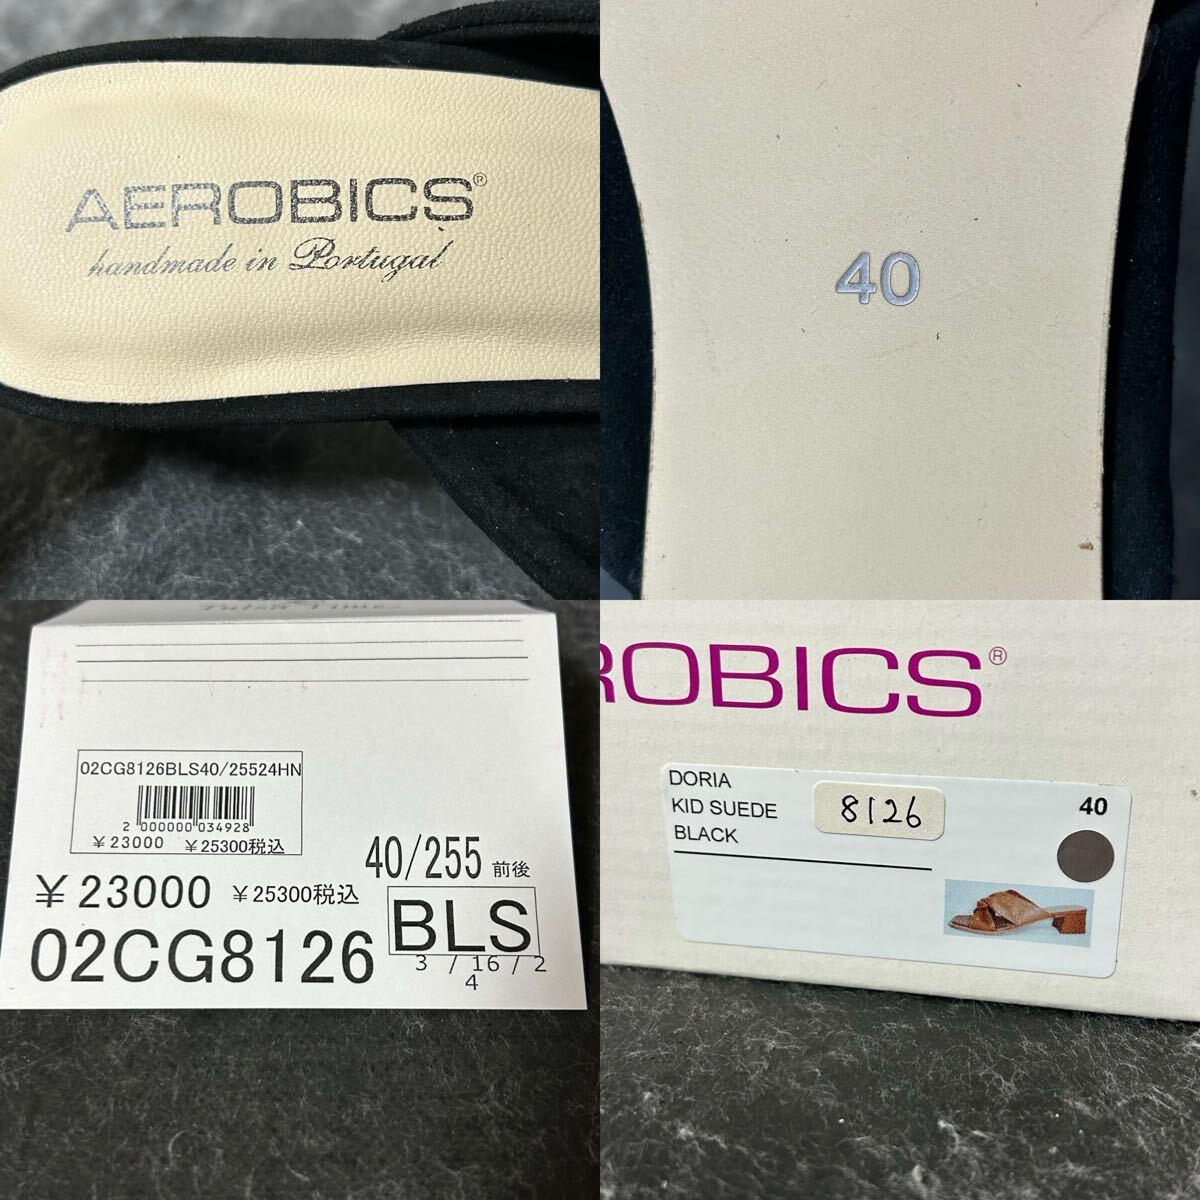 AEROBICS®
handmade in Portugal
40
02CG8126BLS40/25524HN
2 000000 034928
￥23000 ￥25300税込
40/255 前後
￥23000 ￥25300税込
BLS
02CG8126
3 / 16 / 2
4
ROBICS®
DORIA
KID SUEDE
BLACK
8126
40